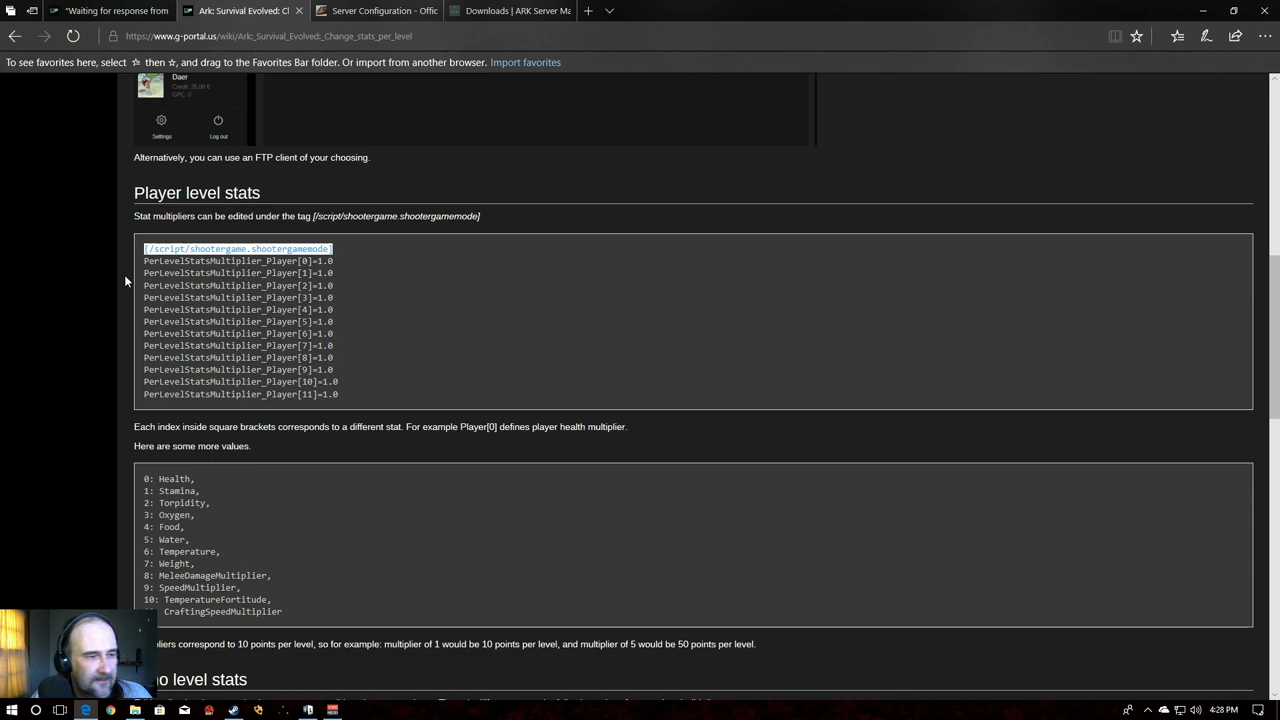 "Waiting for response from
Ark: Survival Evolved: Cl
Server Configuration - Offic
Downloads | ARK Server Ma
https://www.g-portal.us/wiki/Ark:_Survival_Evolved:_Change_stats_per_level
To see favorites here, select ☆ then ☆, and drag to the Favorites Bar folder. Or import from another browser. Import favorites
Daer
Credit: 35,00 €
GPC: 0
Settings
Log out
Alternatively, you can use an FTP client of your choosing.
Player level stats
Stat multipliers can be edited under the tag [/script/shootergame.shootergamemode]
[/script/shootergame.shootergamemode]
PerLevelStatsMultiplier_Player[0]=1.0
PerLevelStatsMultiplier_Player[1]=1.0
PerLevelStatsMultiplier_Player[2]=1.0
PerLevelStatsMultiplier_Player[3]=1.0
PerLevelStatsMultiplier_Player[4]=1.0
PerLevelStatsMultiplier_Player[5]=1.0
PerLevelStatsMultiplier_Player[6]=1.0
PerLevelStatsMultiplier_Player[7]=1.0
PerLevelStatsMultiplier_Player[8]=1.0
PerLevelStatsMultiplier_Player[9]=1.0
PerLevelStatsMultiplier_Player[10]=1.0
PerLevelStatsMultiplier_Player[11]=1.0
Each index inside square brackets corresponds to a different stat. For example Player[0] defines player health multiplier.
Here are some more values.
0: Health,
1: Stamina,
2: Torpidity,
3: Oxygen,
4: Food,
5: Water,
6: Temperature,
7: Weight,
8: MeleeDamageMultiplier,
9: SpeedMultiplier,
10: TemperatureFortitude,
CraftingSpeedMultiplier
pliers correspond to 10 points per level, so for example: multiplier of 1 would be 10 points per level, and multiplier of 5 would be 50 points per level.
no level stats
4:28 PM